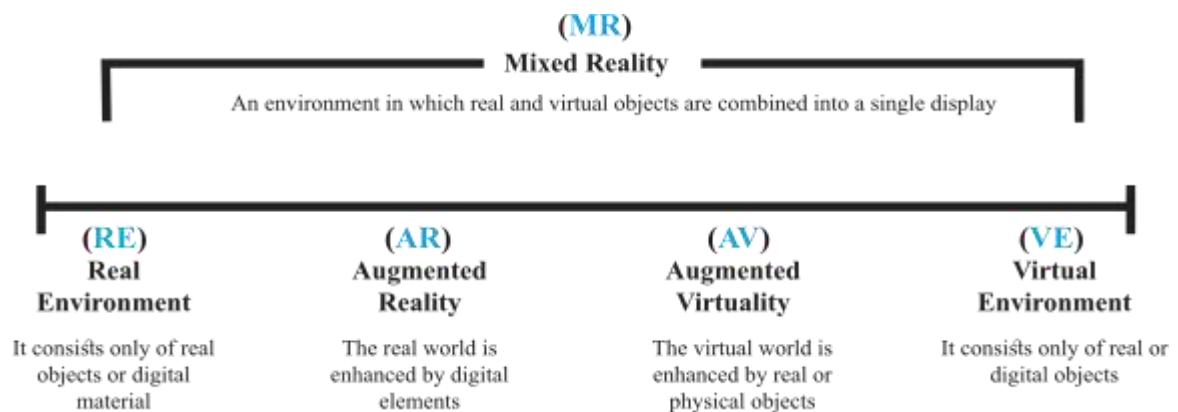 (MR)
Mixed Reality
An environment in which real and virtual objects are combined into a single display
(RE)
Real
Environment
It consists only of real
objects or digital
material
(AR)
Augmented
Reality
The real world is
enhanced by digital
elements
(AV)
Augmented
Virtuality
The virtual world is
enhanced by real or
physical objects
(VE)
Virtual
Environment
It consists only of real or
digital objects